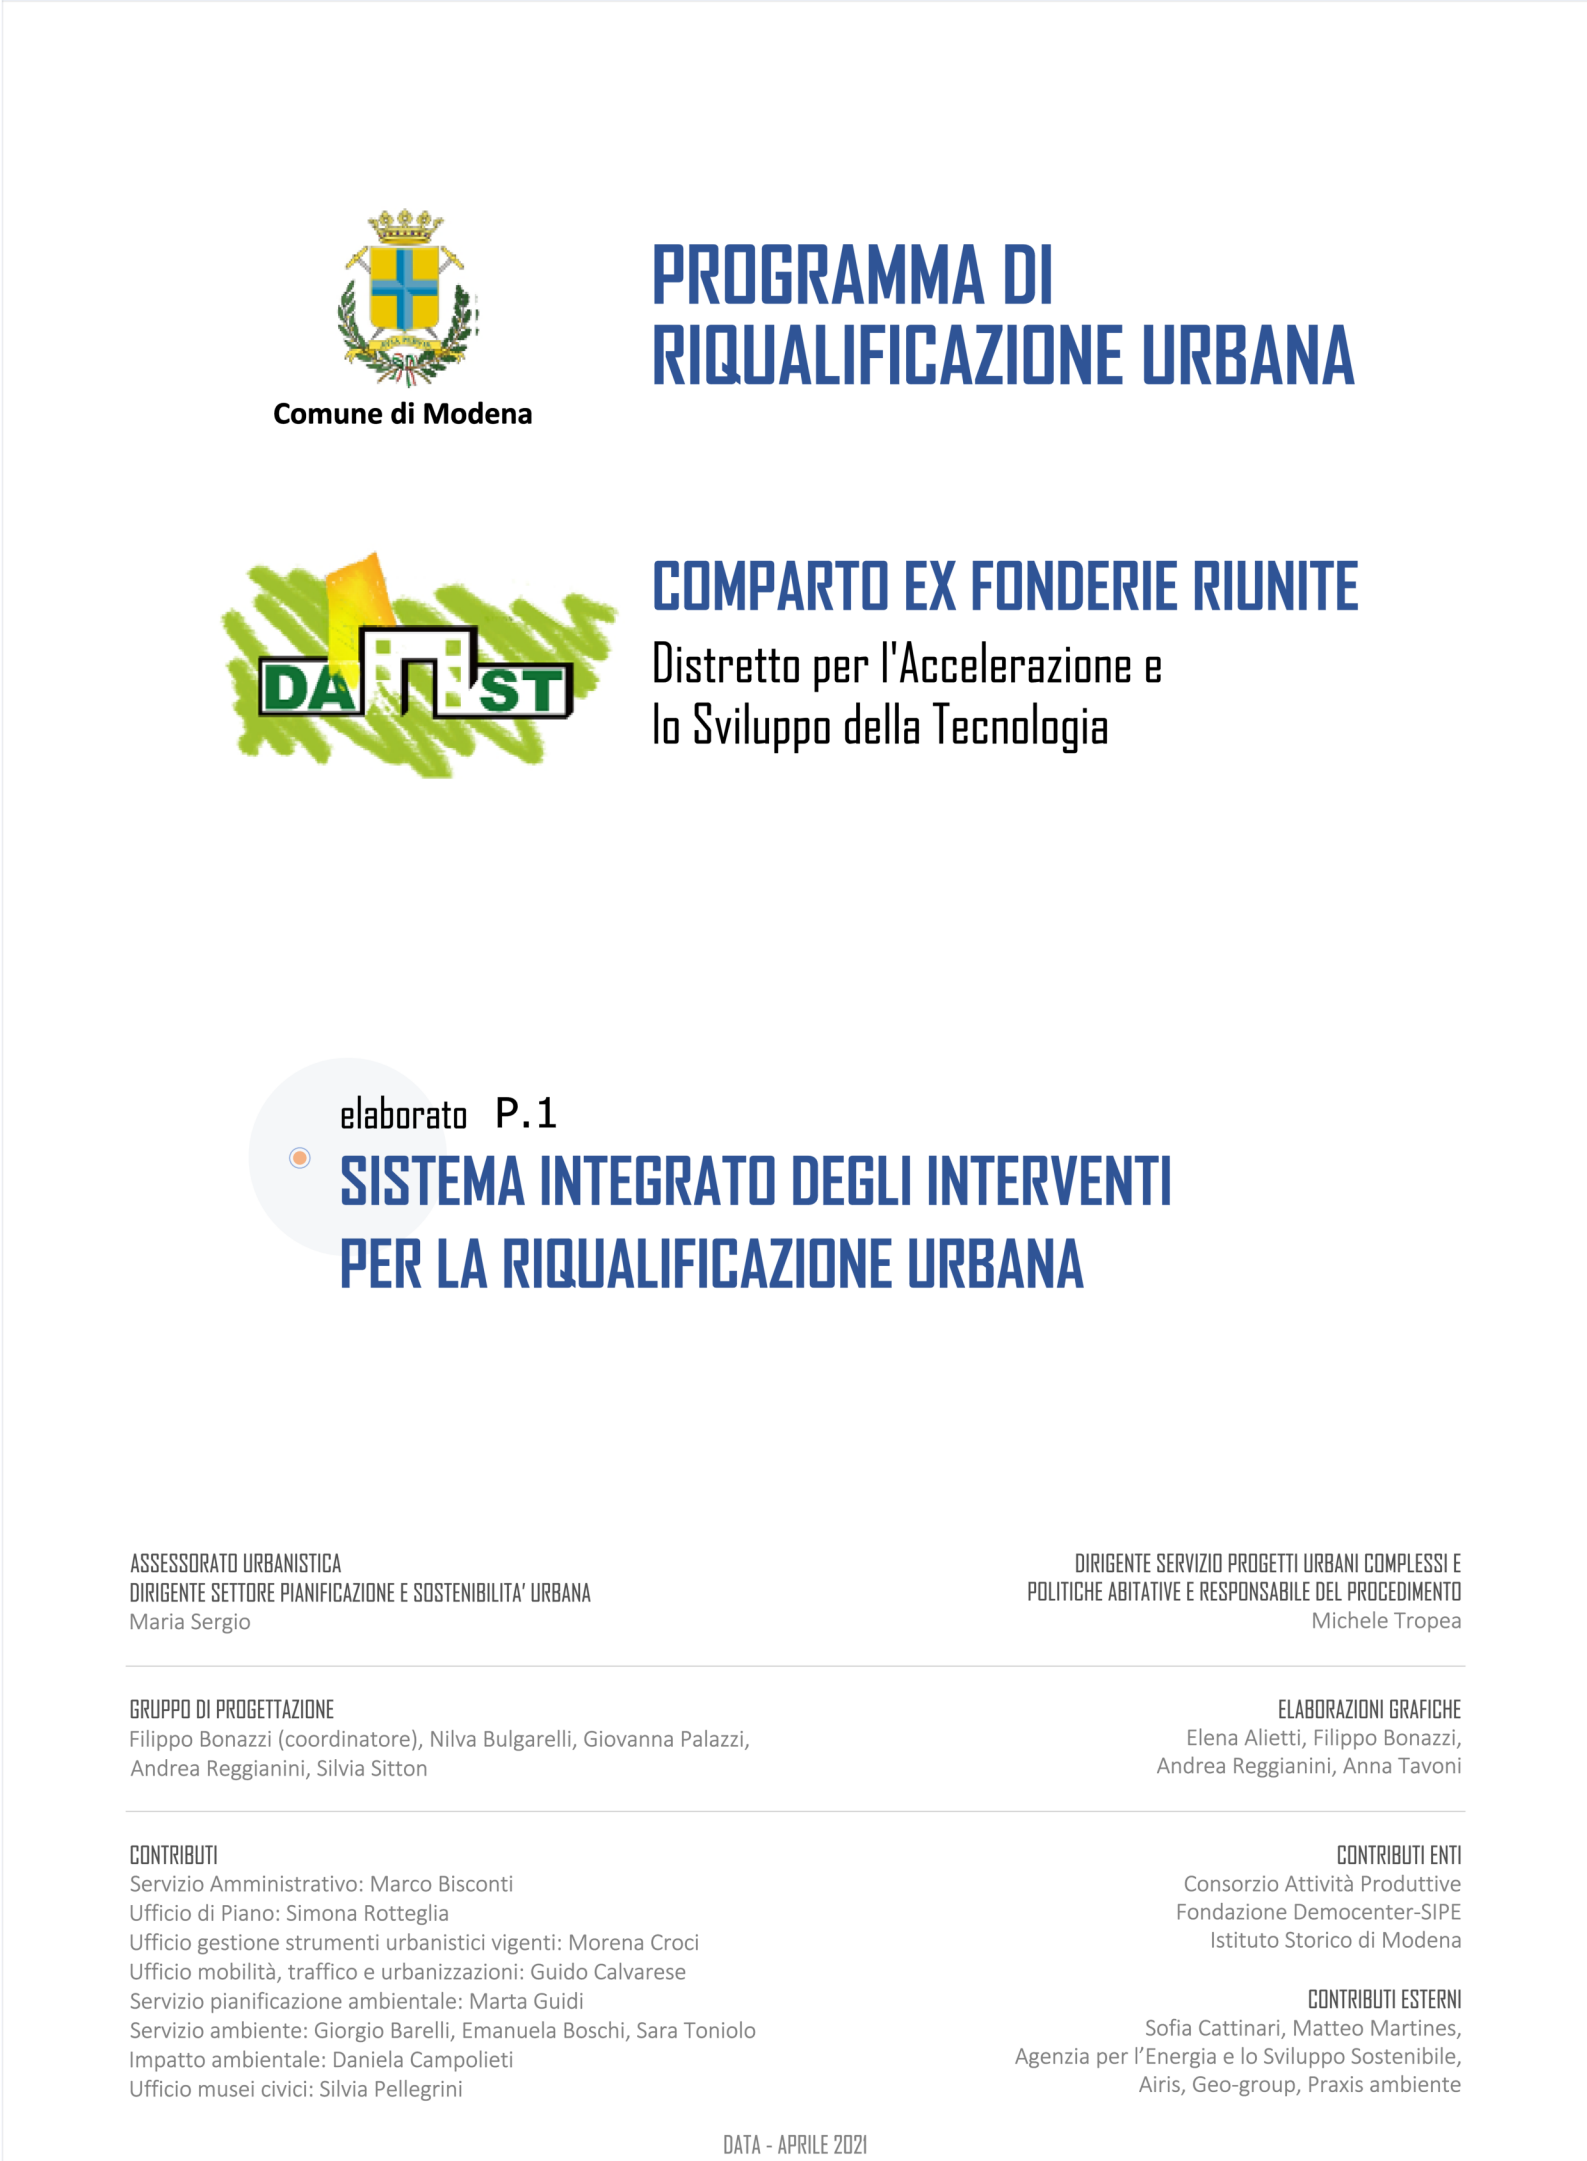 PROGRAMMA DI
RIQUALIFICAZIONE URBANA
Comune di Modena
COMPARTO EX FONDERIE RIUNITE
Distretto per l'Accelerazione e
lo Sviluppo della Tecnologia
DA ST
elaborato P.1
SISTEMA INTEGRATO DEGLI INTERVENTI
PER LA RIQUALIFICAZIONE URBANA
ASSESSORATO URBANISTICA
DIRIGENTE SETTORE PIANIFICAZIONE E SOSTENIBILITA’ URBANA
Maria Sergio
DIRIGENTE SERVIZIO PROGETTI URBANI COMPLESSI E
POLITICHE ABITATIVE E RESPONSABILE DEL PROCEDIMENTO
Michele Tropea
GRUPPO DI PROGETTAZIONE
Filippo Bonazzi (coordinatore), Nilva Bulgarelli, Giovanna Palazzi,
Andrea Reggianini, Silvia Sitton
ELABORAZIONI GRAFICHE
Elena Alietti, Filippo Bonazzi,
Andrea Reggianini, Anna Tavoni
CONTRIBUTI
Servizio Amministrativo: Marco Bisconti
Ufficio di Piano: Simona Rotteglia
Ufficio gestione strumenti urbanistici vigenti: Morena Croci
Ufficio mobilità, traffico e urbanizzazioni: Guido Calvarese
Servizio pianificazione ambientale: Marta Guidi
Servizio ambiente: Giorgio Barelli, Emanuela Boschi, Sara Toniolo
Impatto ambientale: Daniela Campolieti
Ufficio musei civici: Silvia Pellegrini
CONTRIBUTI ENTI
Consorzio Attività Produttive
Fondazione Democenter-SIPE
Istituto Storico di Modena
CONTRIBUTI ESTERNI
Sofia Cattinari, Matteo Martines,
Agenzia per l’Energia e lo Sviluppo Sostenibile,
Airis, Geo-group, Praxis ambiente
DATA - APRILE 2021